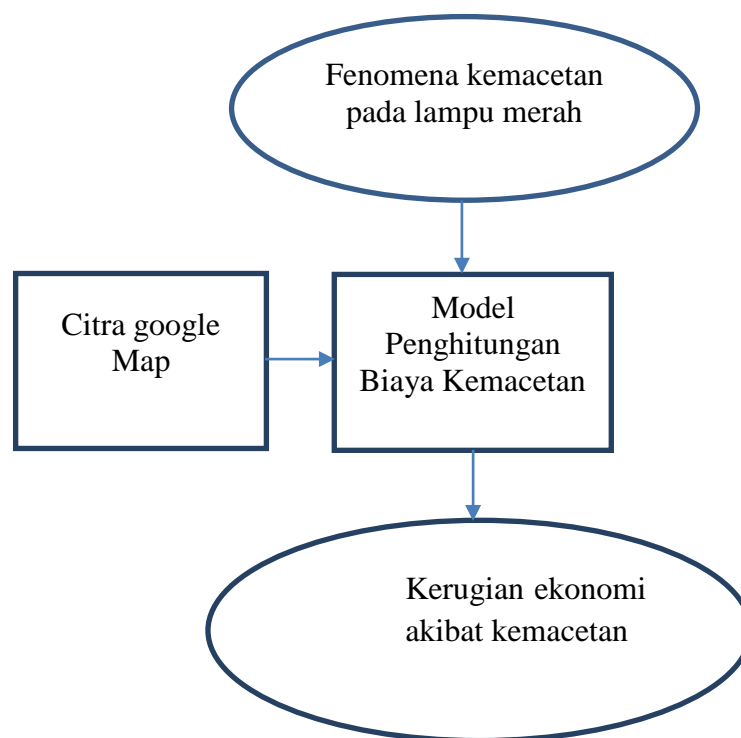 Fenomena kemacetan
pada lampu merah
Citra google
Map
Model
Penghitungan
Biaya Kemacetan
Kerugian ekonomi
akibat kemacetan